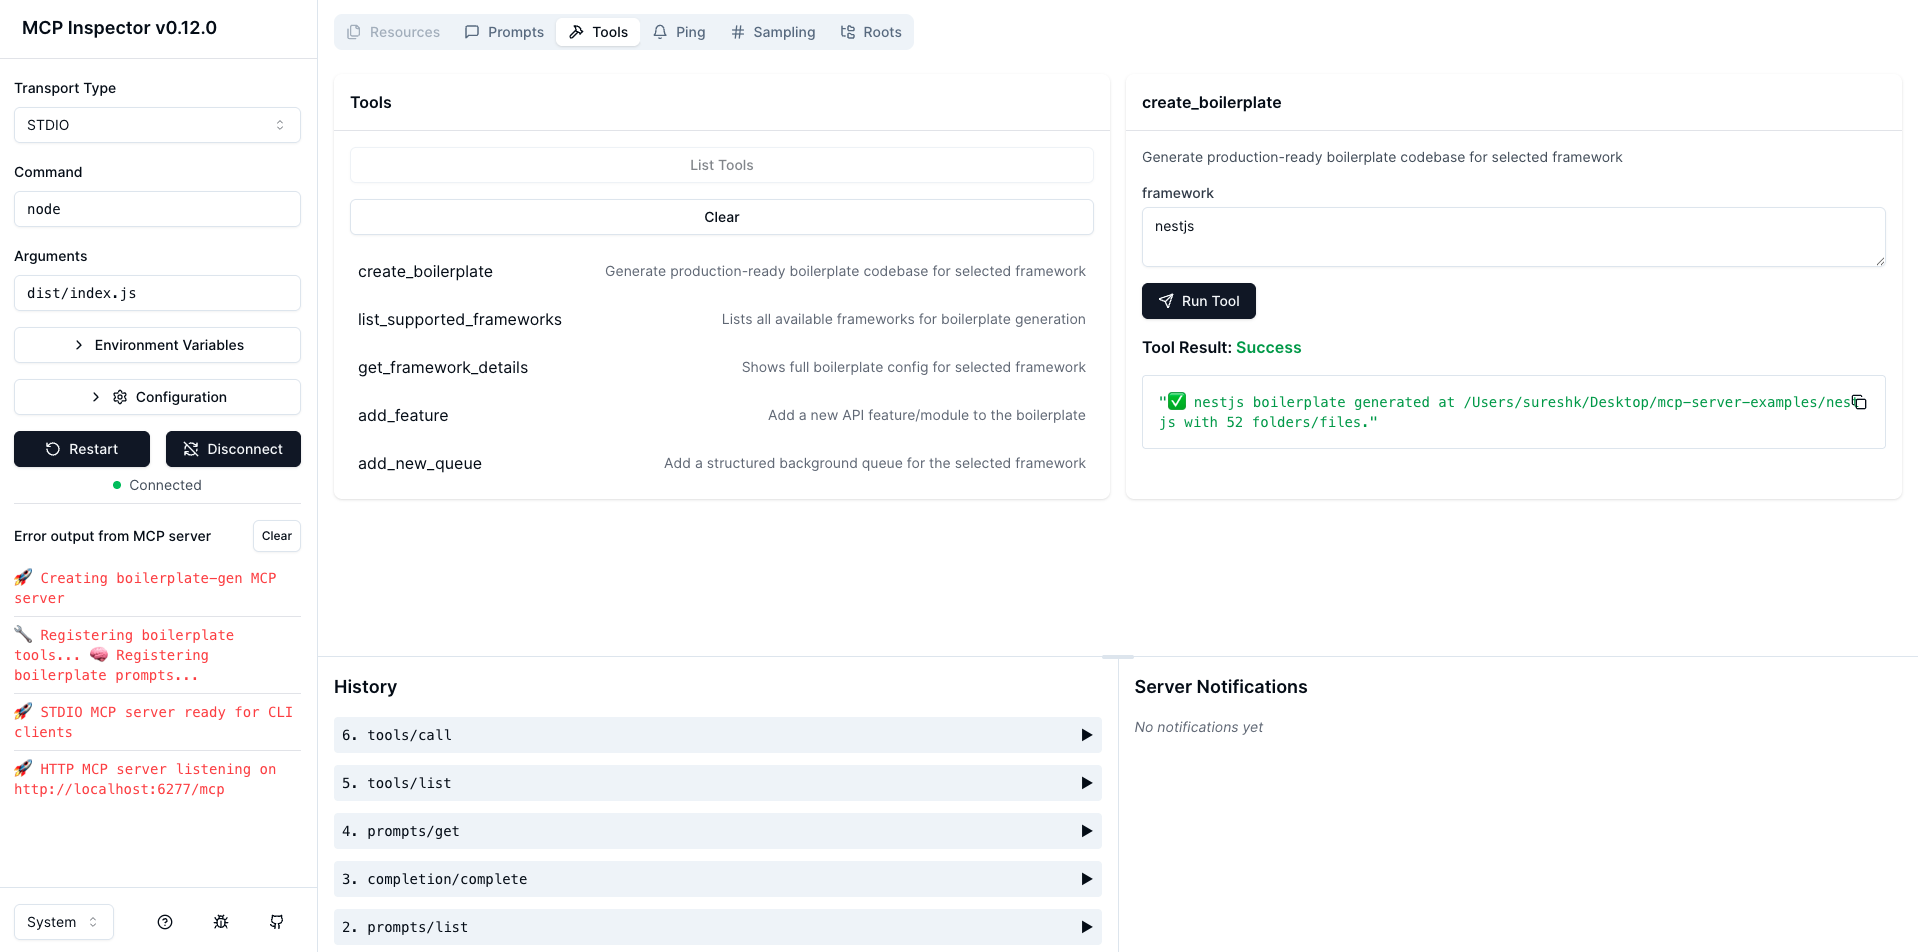 MCP Inspector v0.12.0
Transport Type
STDIO
Command
node
Arguments
dist/index.js
Environment Variables
Configuration
Restart
Disconnect
Connected
Error output from MCP server
Clear
🚀 Creating boilerplate-gen MCP
server
🔧 Registering boilerplate
tools... 🧠 Registering
boilerplate prompts...
🚀 STDIO MCP server ready for CLI
clients
🚀 HTTP MCP server listening on
http://localhost:6277/mcp
System
Resources
Prompts
Tools
Ping
Sampling
Roots
Tools
List Tools
Clear
create_boilerplate Generate production-ready boilerplate codebase for selected framework
list_supported_frameworks Lists all available frameworks for boilerplate generation
get_framework_details Shows full boilerplate config for selected framework
add_feature Add a new API feature/module to the boilerplate
add_new_queue Add a structured background queue for the selected framework
create_boilerplate
Generate production-ready boilerplate codebase for selected framework
framework
nestjs
Run Tool
Tool Result: Success
"✅ nestjs boilerplate generated at /Users/sureshk/Desktop/mcp-server-examples/nest
js with 52 folders/files."
History
6. tools/call
5. tools/list
4. prompts/get
3. completion/complete
2. prompts/list
Server Notifications
No notifications yet